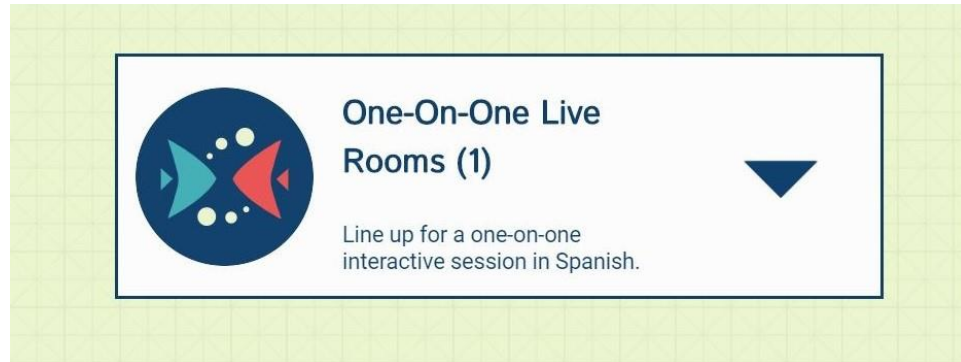 One-On-One Live
Rooms (1)
Line up for a one-on-one
interactive session in Spanish.